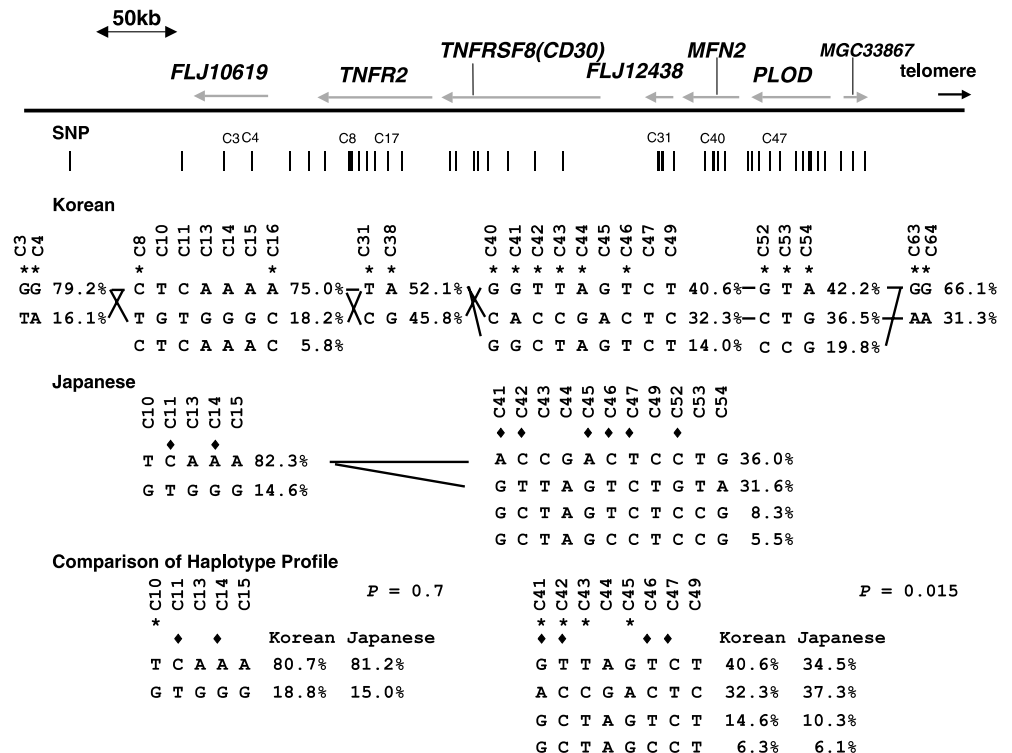 50kb
FLJ10619 TNFR2 TNFRSF8(CD30) FLJ12438 MFN2 PLOD MGC33867 telomere
SNP
C3 C4 C8 C17 C31 C40 C47
Korean
C3 C4 C8 C10 C11 C13 C14 C15 C16 C31 C38 C40 C41 C42 C43 C44 C45 C46 C47 C49 C52 C53 C54 C63 C64
** * * * * * * * * * * * * * **
GG 79.2% C T C A A A A 75.0% T A 52.1% G G T T A G T C T 40.6% G T A 42.2% GG 66.1%
TA 16.1% T G T G G G C 18.2% C G 45.8% C A C C G A C T C 32.3% C T G 36.5% AA 31.3%
C T C A A A C 5.8% G G C T A G T C T 14.0% C C G 19.8%
Japanese
C10 C11 C13 C14 C15 C41 C42 C43 C44 C45 C46 C47 C49 C52 C53 C54
♦ ♦ ♦ ♦ ♦ ♦ ♦ ♦
T C A A A 82.3% A C C G A C T C C T G 36.0%
G T G G G 14.6% G T T A G T C T G T A 31.6%
G C T A G T C T C C G 8.3%
G C T A G C C T C C G 5.5%
Comparison of Haplotype Profile
C10 C11 C13 C14 C15 P = 0.7 C41 C42 C43 C44 C45 C46 C47 C49 P = 0.015
* * * * *
♦ ♦ Korean Japanese ♦ ♦ ♦ ♦ Korean Japanese
T C A A A 80.7% 81.2% G T T A G T C T 40.6% 34.5%
G T G G G 18.8% 15.0% A C C G A C T C 32.3% 37.3%
G C T A G T C T 14.6% 10.3%
G C T A G C C T 6.3% 6.1%